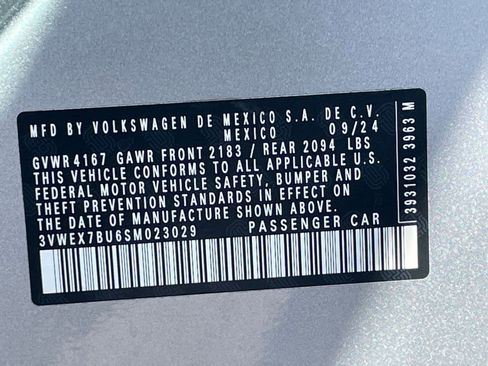 MFD BY VOLKSWAGEN DE MEXICO S.A. DE C.V.
MEXICO 09/24
GVWR 4167 GAWR FRONT 2183 / REAR 2094 LBS
THIS VEHICLE CONFORMS TO ALL APPLICABLE U.S.
FEDERAL MOTOR VEHICLE SAFETY, BUMPER AND
THEFT PREVENTION STANDARDS IN EFFECT ON
THE DATE OF MANUFACTURE SHOWN ABOVE.
3VWEX7BU6SM023029 PASSENGER CAR
3931032 3963 M